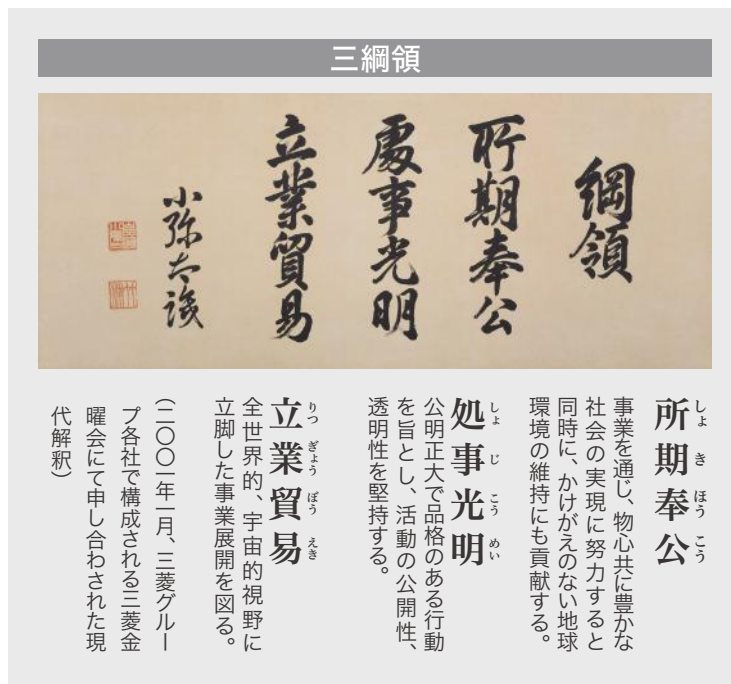 三綱領
綱領
所期奉公
處事光明
立業貿易
小彌太議
所期奉公
しょきほうこう
事業を通じ、物心共に豊かな
社会の実現に努力すると
同時に、かけがえのない地球
環境の維持にも貢献する。
処事光明
しょじこうめい
公明正大で品格のある行動
を旨とし、活動の公開性、
透明性を堅持する。
立業貿易
りつぎょうぼうえき
全世界的、宇宙的視野に
立脚した事業展開を図る。
（二〇〇一年一月、三菱グルー
プ各社で構成される三菱金
曜会にて申し合わされた現
代解釈）